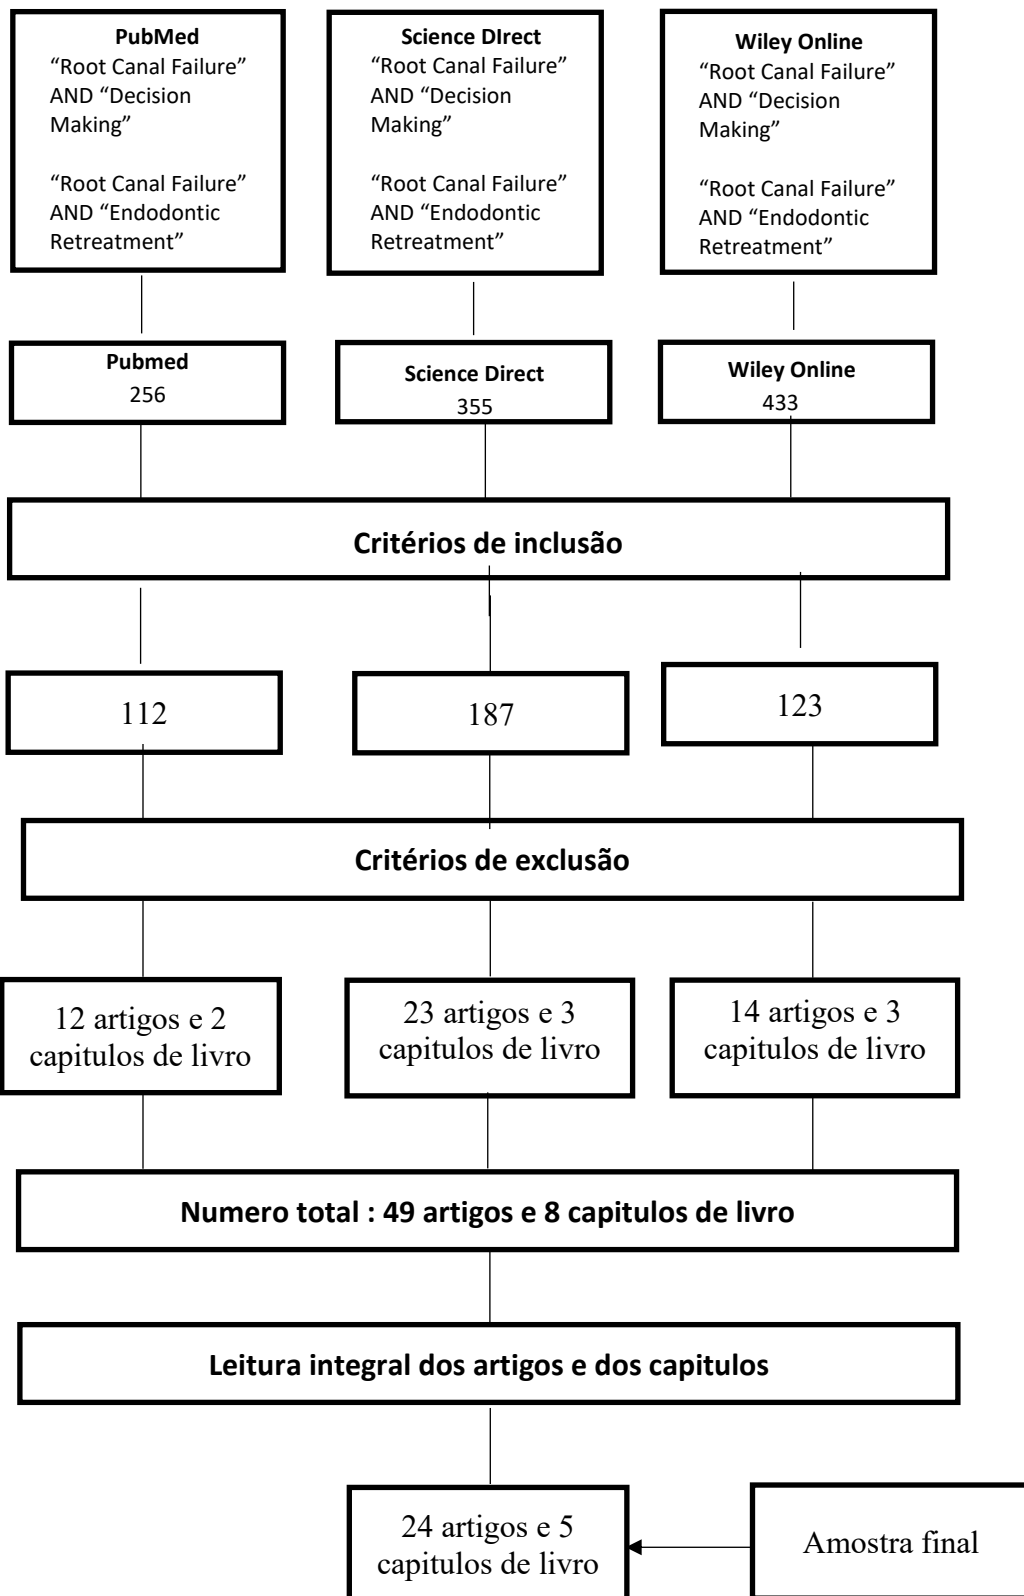 PubMed
“Root Canal Failure”
AND “Decision
Making”
“Root Canal Failure”
AND “Endodontic
Retreatment”
Science DIrect
“Root Canal Failure”
AND “Decision
Making”
“Root Canal Failure”
AND “Endodontic
Retreatment”
Wiley Online
“Root Canal Failure”
AND “Decision
Making”
“Root Canal Failure”
AND “Endodontic
Retreatment”
Pubmed
256
Science Direct
355
Wiley Online
433
Critérios de inclusão
112
187
123
Critérios de exclusão
12 artigos e 2
capitulos de livro
23 artigos e 3
capitulos de livro
14 artigos e 3
capitulos de livro
Numero total : 49 artigos e 8 capitulos de livro
Leitura integral dos artigos e dos capitulos
24 artigos e 5
capitulos de livro
Amostra final